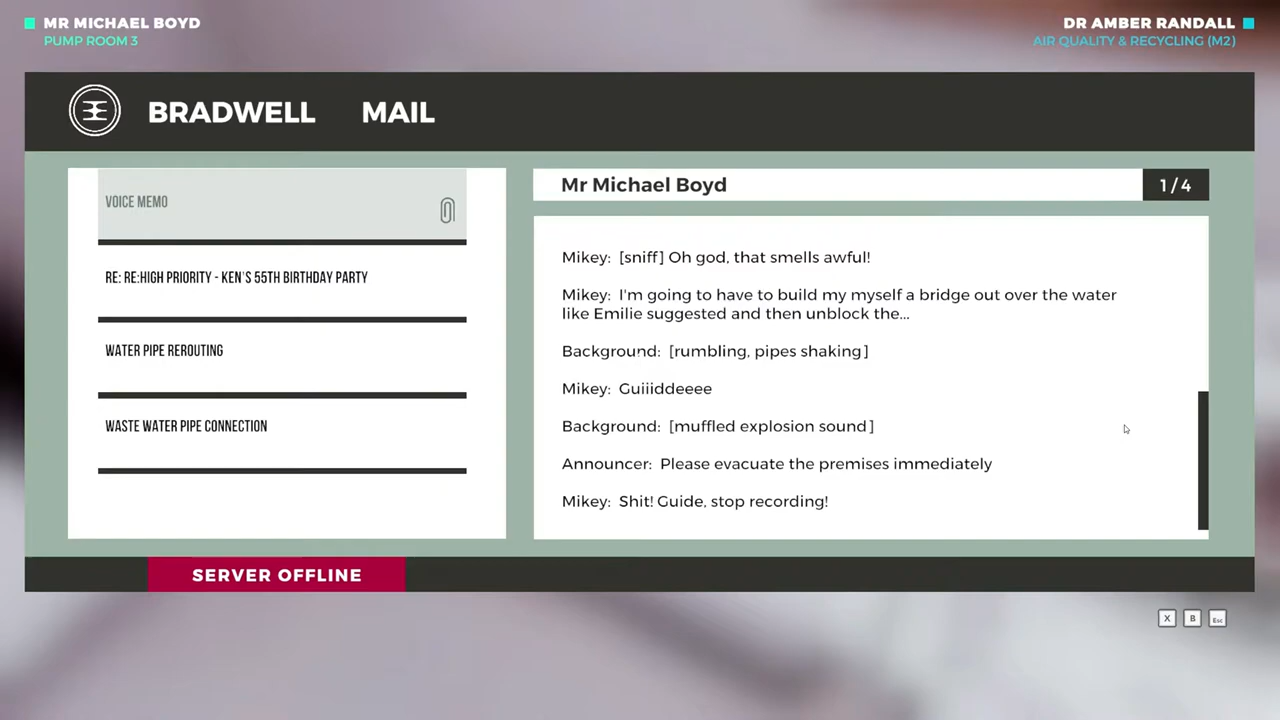 MR MICHAEL BOYD
PUMP ROOM 3
DR AMBER RANDALL
AIR QUALITY & RECYCLING (M2)
BRADWELL MAIL
VOICE MEMO
RE: RE:HIGH PRIORITY - KEN'S 55TH BIRTHDAY PARTY
WATER PIPE REROUTING
WASTE WATER PIPE CONNECTION
Mr Michael Boyd
1 / 4
Mikey: [sniff] Oh god, that smells awful!
Mikey: I'm going to have to build my myself a bridge out over the water
like Emilie suggested and then unblock the...
Background: [rumbling, pipes shaking]
Mikey: Guiiiddeeee
Background: [muffled explosion sound]
Announcer: Please evacuate the premises immediately
Mikey: Shit! Guide, stop recording!
SERVER OFFLINE
X B Esc